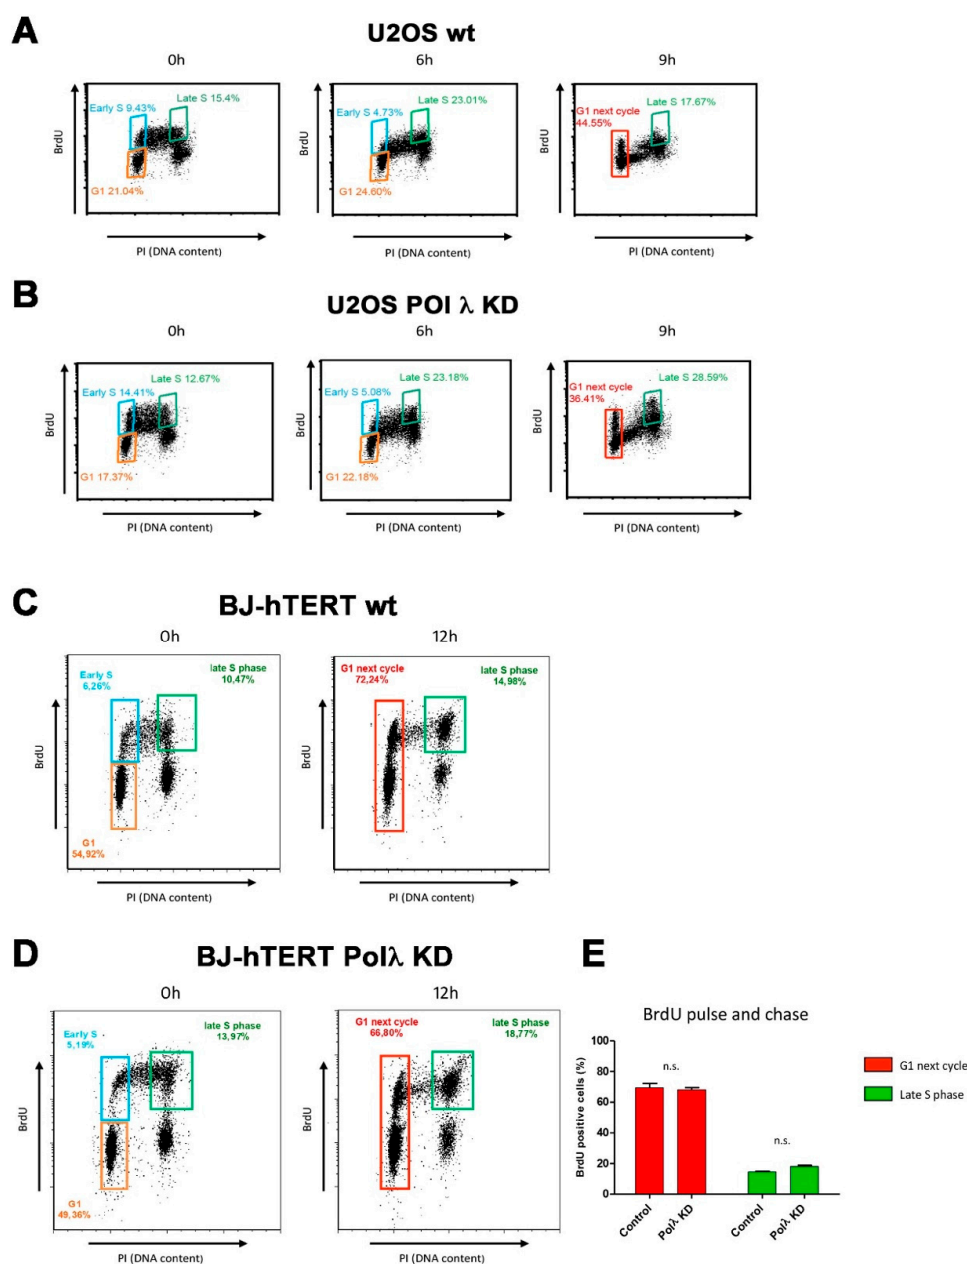 A
U2OS wt
0h
6h
9h
Early S 9.43%
Late S 15.4%
G1 21.04%
BrdU
PI (DNA content)
Early S 4.73%
Late S 23.01%
G1 24.60%
BrdU
PI (DNA content)
G1 next cycle
44.55%
Late S 17.67%
BrdU
PI (DNA content)
B
U2OS POl λ KD
0h
6h
9h
Late S 12.67%
Early S 14.41%
G1 17.37%
BrdU
PI (DNA content)
Late S 23.18%
Early S 5.08%
G1 22.18%
BrdU
PI (DNA content)
G1 next cycle
36.41%
Late S 28.59%
BrdU
PI (DNA content)
C
BJ-hTERT wt
0h
12h
Early S
6,26%
late S phase
10,47%
G1
54,92%
BrdU
PI (DNA content)
G1 next cycle
72,24%
late S phase
14,98%
BrdU
PI (DNA content)
D
BJ-hTERT Polλ KD
0h
12h
Early S
5,19%
late S phase
13,97%
G1
49,36%
BrdU
PI (DNA content)
G1 next cycle
66,80%
late S phase
18,77%
BrdU
PI (DNA content)
E
BrdU pulse and chase
BrdU positive cells (%)
100
80
60
40
20
0
n.s.
n.s.
Control
Polλ KD
Control
Polλ KD
G1 next cycle
Late S phase